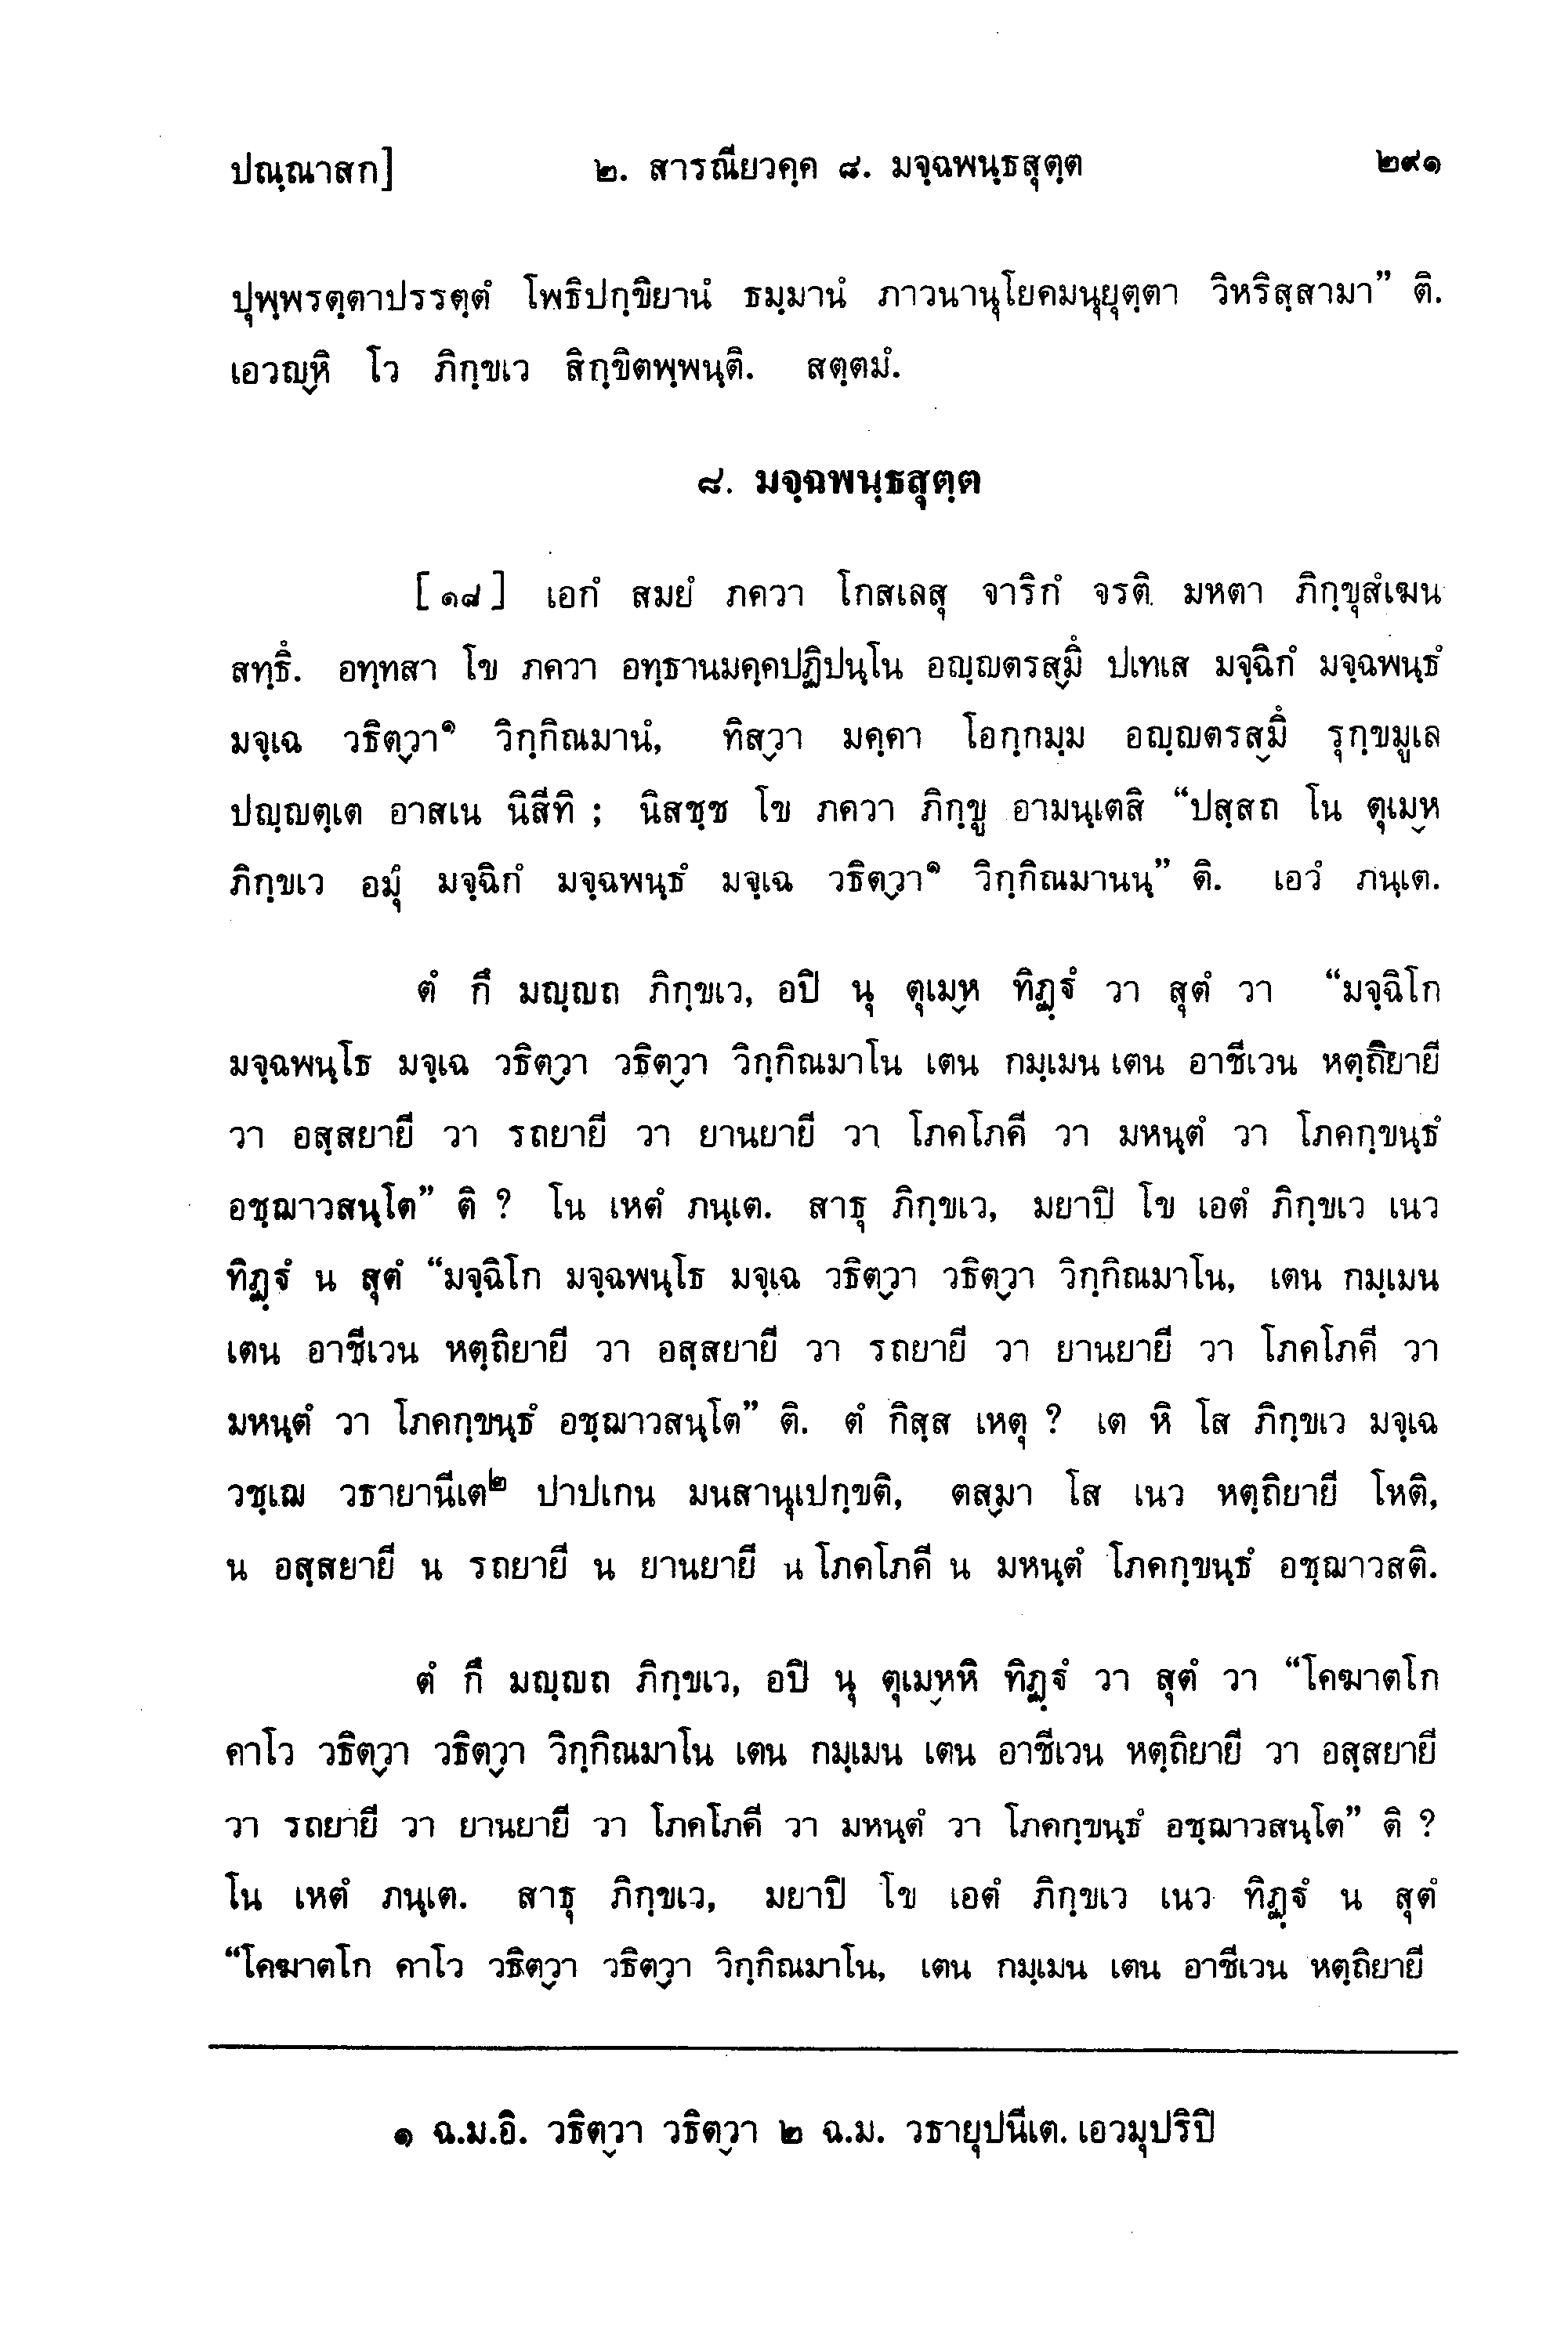 ปณฺณาสก] ๒. สารณียวคฺค ๘. มจฺฉพนฺธสุตฺต ๒๙๑
ปุพฺพรตฺตาปรรตฺตํ โพธิปกฺขิยานํ ธมฺมานํ ภาวนานุโยคมนุยุตฺตา วิหริสฺสามา” ติ.
เอวญฺหิ โว ภิกฺขเว สิกฺขิตพฺพนฺติ. สตฺตมํ.
๘. มจฺฉพนฺธสุตฺต
[๑๘] เอกํ สมยํ ภควา โกสเลสุ จาริกํ จรติ มหตา ภิกฺขุสํเฆน
สทฺธึ. อทฺทสา โข ภควา อทฺธานมคฺคปฏิปนฺโน อญฺญตรสฺมึ ปเทเส มจฺฉิกํ มจฺฉพนฺธํ
มจฺเฉ วธิตฺวา๑ วิกฺกิณมานํ, ทิสฺวา มคฺคา โอกฺกมฺม อญฺญตรสฺมึ รุกฺขมูเล
ปญฺญตฺเต อาสเน นิสีทิ ; นิสชฺช โข ภควา ภิกฺขู อามนฺเตสิ “ปสฺสถ โน ตุเมฺห
ภิกฺขเว อมุํ มจฺฉิกํ มจฺฉพนฺธํ มจฺเฉ วธิตฺวา๑ วิกฺกิณมานนฺ” ติ. เอวํ ภนฺเต.
ตํ กึ มญฺญถ ภิกฺขเว, อปิ นุ ตุเมฺห ทิฏฺฐํ วา สุตํ วา “มจฺฉิโก
มจฺฉพนฺโธ มจฺเฉ วธิตฺวา วธิตฺวา วิกฺกิณมาโน เตน กมฺเมน เตน อาชีเวน หตฺถิยายี
วา อสฺสยายี วา รถยายี วา ยานยายี วา โภคโภคี วา มหนฺตํ วา โภคกฺขนฺธํ
อชฺฌาวสนฺโต” ติ ? โน เหตํ ภนฺเต. สาธุ ภิกฺขเว, มยาปิ โข เอตํ ภิกฺขเว เนว
ทิฏฺฐํ น สุตํ “มจฺฉิโก มจฺฉพนฺโธ มจฺเฉ วธิตฺวา วธิตฺวา วิกฺกิณมาโน, เตน กมฺเมน
เตน อาชีเวน หตฺถิยายี วา อสฺสยายี วา รถยายี วา ยานยายี วา โภคโภคี วา
มหนฺตํ วา โภคกฺขนฺธํ อชฺฌาวสนฺโต” ติ. ตํ กิสฺส เหตุ ? เต หิ โส ภิกฺขเว มจฺเฉ
วชฺเฌ วธายานีเต๒ ปาปเกน มนสานุเปกฺขติ, ตสฺมา โส เนว หตฺถิยายี โหติ,
น อสฺสยายี น รถยายี น ยานยายี น โภคโภคี น มหนฺตํ โภคกฺขนฺธํ อชฺฌาวสติ.
ตํ กึ มญฺญถ ภิกฺขเว, อปิ นุ ตุเมฺหหิ ทิฏฺฐํ วา สุตํ วา “โคฆาตโก
คาโว วธิตฺวา วธิตฺวา วิกฺกิณมาโน เตน กมฺเมน เตน อาชีเวน หตฺถิยายี วา อสฺสยายี
วา รถยายี วา ยานยายี วา โภคโภคี วา มหนฺตํ วา โภคกฺขนฺธํ อชฺฌาวสนฺโต” ติ ?
โน เหตํ ภนฺเต. สาธุ ภิกฺขเว, มยาปิ โข เอตํ ภิกฺขเว เนว ทิฏฺฐํ น สุตํ
“โคฆาตโก คาโว วธิตฺวา วธิตฺวา วิกฺกิณมาโน, เตน กมฺเมน เตน อาชีเวน หตฺถิยายี
๑ ฉ.ม.อิ. วธิตฺวา วธิตฺวา ๒ ฉ.ม. วธายุปนีเต. เอวมุปริปิ